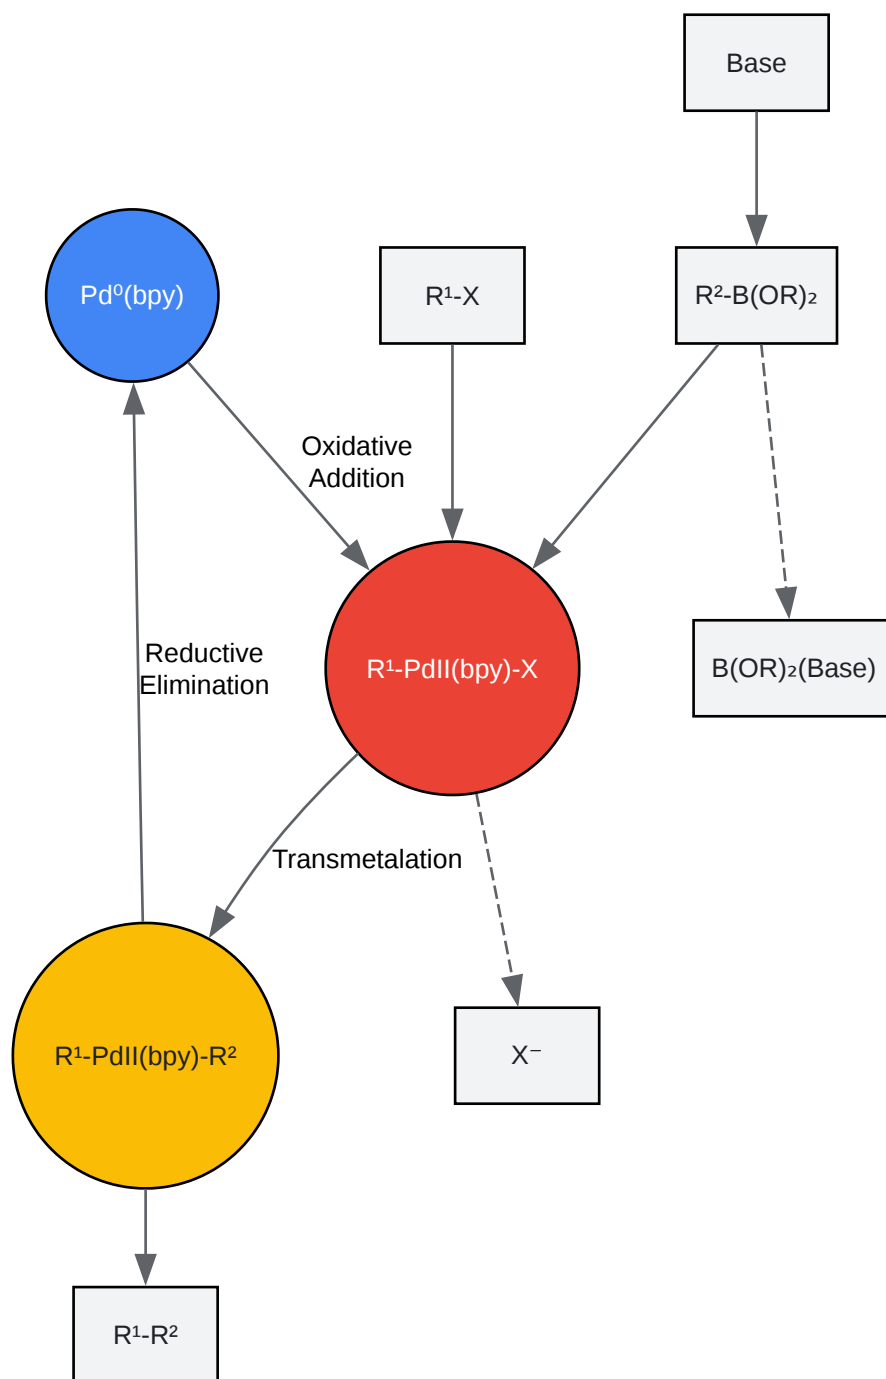 Base
Pd⁰(bpy)
R¹-X
R²-B(OR)₂
Oxidative
Addition
Reductive
Elimination
R¹-PdII(bpy)-X
B(OR)₂(Base)
Transmetalation
R¹-PdII(bpy)-R²
X⁻
R¹-R²